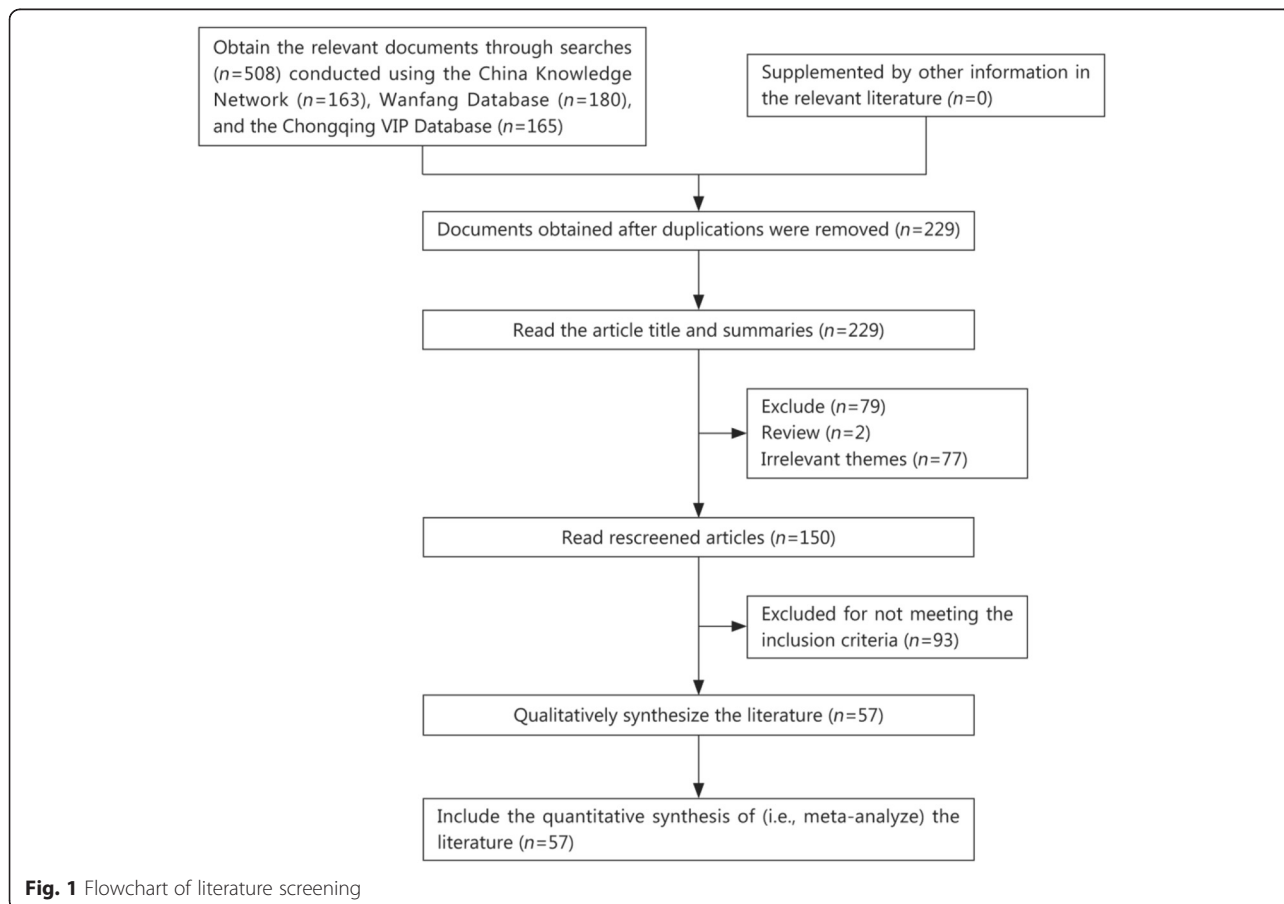 Obtain the relevant documents through searches
(n=508) conducted using the China Knowledge
Network (n=163), Wanfang Database (n=180),
and the Chongqing VIP Database (n=165)
Supplemented by other information in
the relevant literature (n=0)
Documents obtained after duplications were removed (n=229)
Read the article title and summaries (n=229)
Exclude (n=79)
Review (n=2)
Irrelevant themes (n=77)
Read rescreened articles (n=150)
Excluded for not meeting the
inclusion criteria (n=93)
Qualitatively synthesize the literature (n=57)
Include the quantitative synthesis of (i.e., meta-analyze) the
literature (n=57)
Fig. 1 Flowchart of literature screening